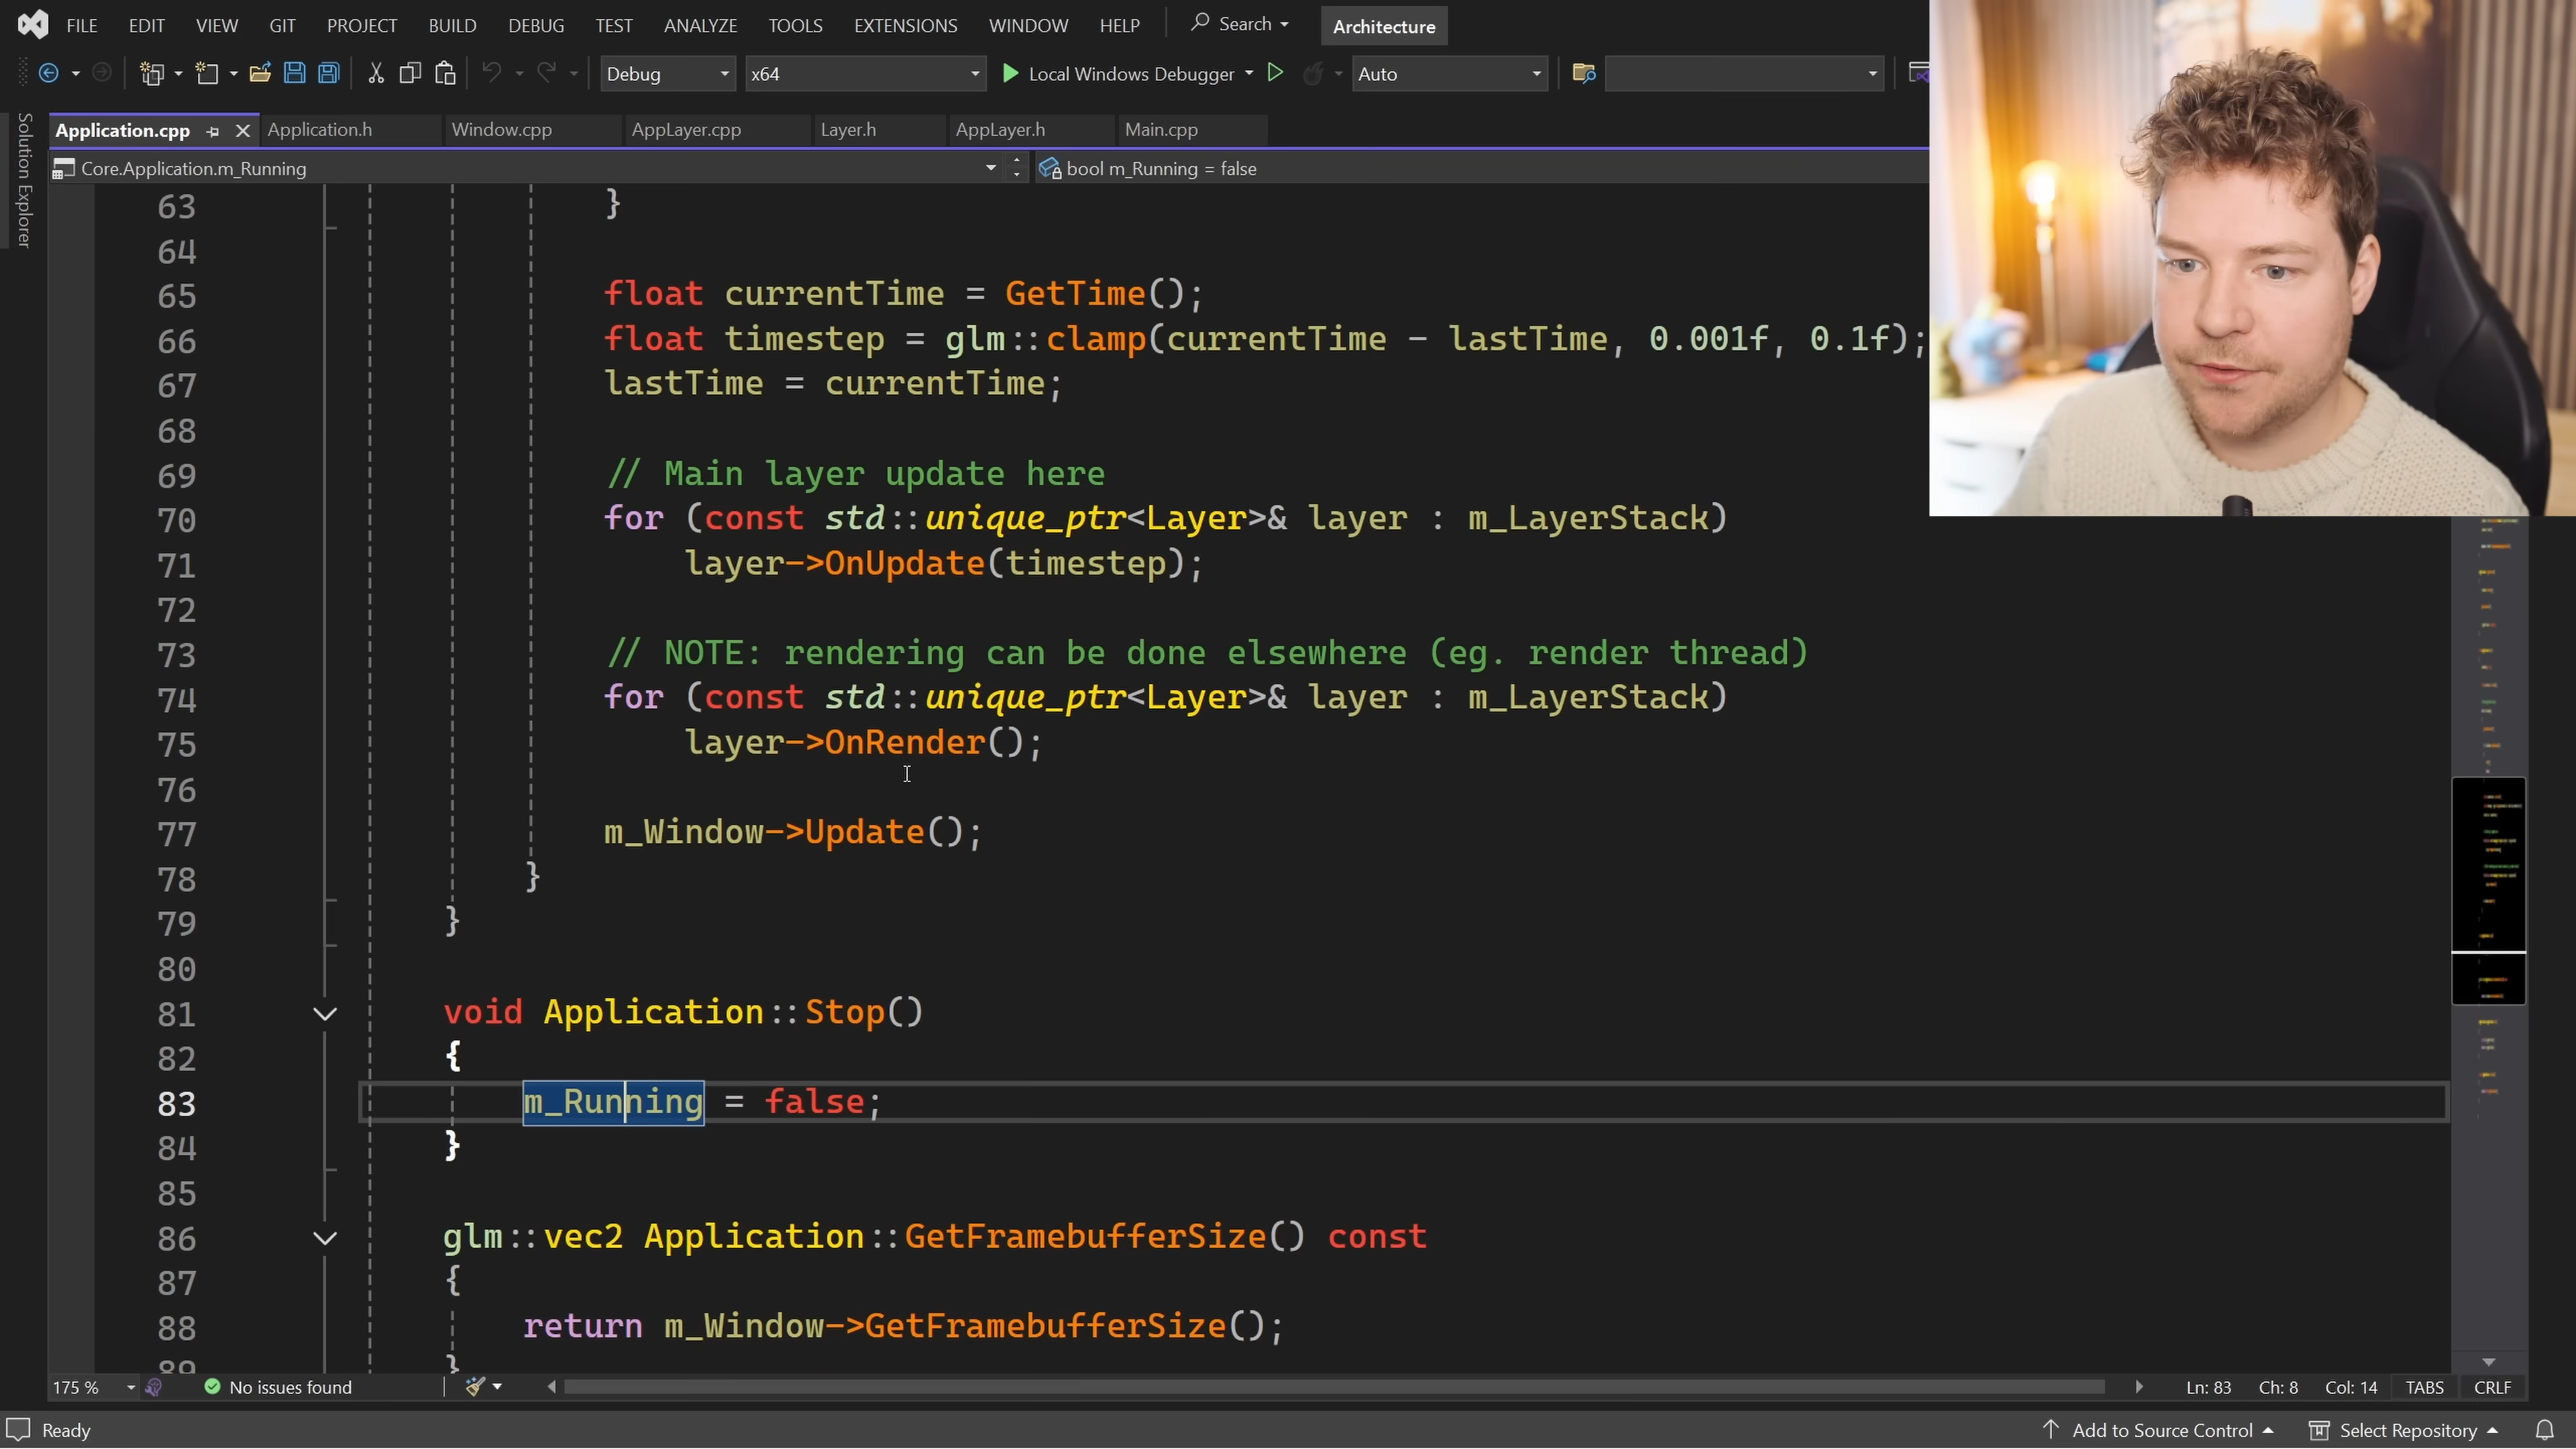 FILE EDIT VIEW GIT PROJECT BUILD DEBUG TEST ANALYZE TOOLS EXTENSIONS WINDOW HELP Search Architecture
Debug x64 Local Windows Debugger Auto
Solution Explorer
Application.cpp Application.h Window.cpp AppLayer.cpp Layer.h AppLayer.h Main.cpp
Core.Application.m_Running bool m_Running = false
63 }
64
65 float currentTime = GetTime();
66 float timestep = glm::clamp(currentTime - lastTime, 0.001f, 0.1f);
67 lastTime = currentTime;
68
69 // Main layer update here
70 for (const std::unique_ptr<Layer>& layer : m_LayerStack)
71 layer->OnUpdate(timestep);
72
73 // NOTE: rendering can be done elsewhere (eg. render thread)
74 for (const std::unique_ptr<Layer>& layer : m_LayerStack)
75 layer->OnRender();
76
77 m_Window->Update();
78 }
79 }
80
81 void Application::Stop()
82 {
83 m_Running = false;
84 }
85
86 glm::vec2 Application::GetFramebufferSize() const
87 {
88 return m_Window->GetFramebufferSize();
89 }
175 % No issues found Ln: 83 Ch: 8 Col: 14 TABS CRLF
Ready Add to Source Control Select Repository